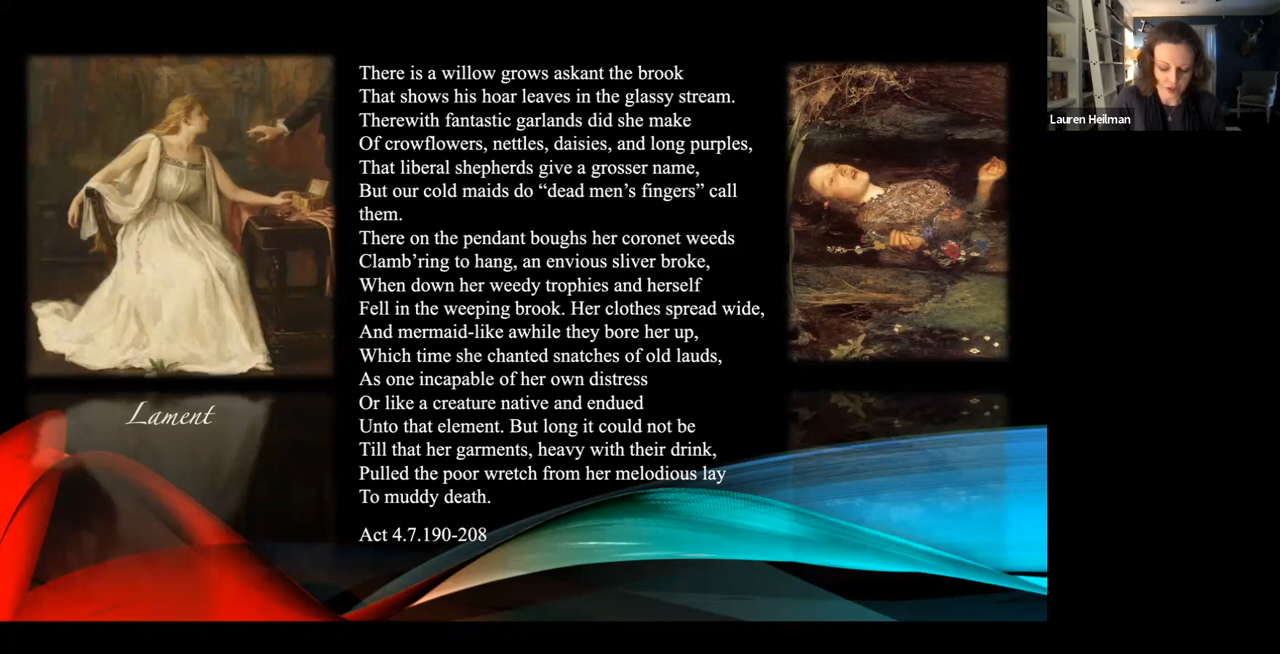 There is a willow grows askant the brook
That shows his hoar leaves in the glassy stream.
Therewith fantastic garlands did she make
Of crowflowers, nettles, daisies, and long purples,
That liberal shepherds give a grosser name,
But our cold maids do “dead men’s fingers” call
them.
There on the pendant boughs her coronet weeds
Clamb’ring to hang, an envious sliver broke,
When down her weedy trophies and herself
Fell in the weeping brook. Her clothes spread wide,
And mermaid-like awhile they bore her up,
Which time she chanted snatches of old lauds,
As one incapable of her own distress
Or like a creature native and endued
Unto that element. But long it could not be
Till that her garments, heavy with their drink,
Pulled the poor wretch from her melodious lay
To muddy death.
Act 4.7.190-208
Lament
Lauren Heilman